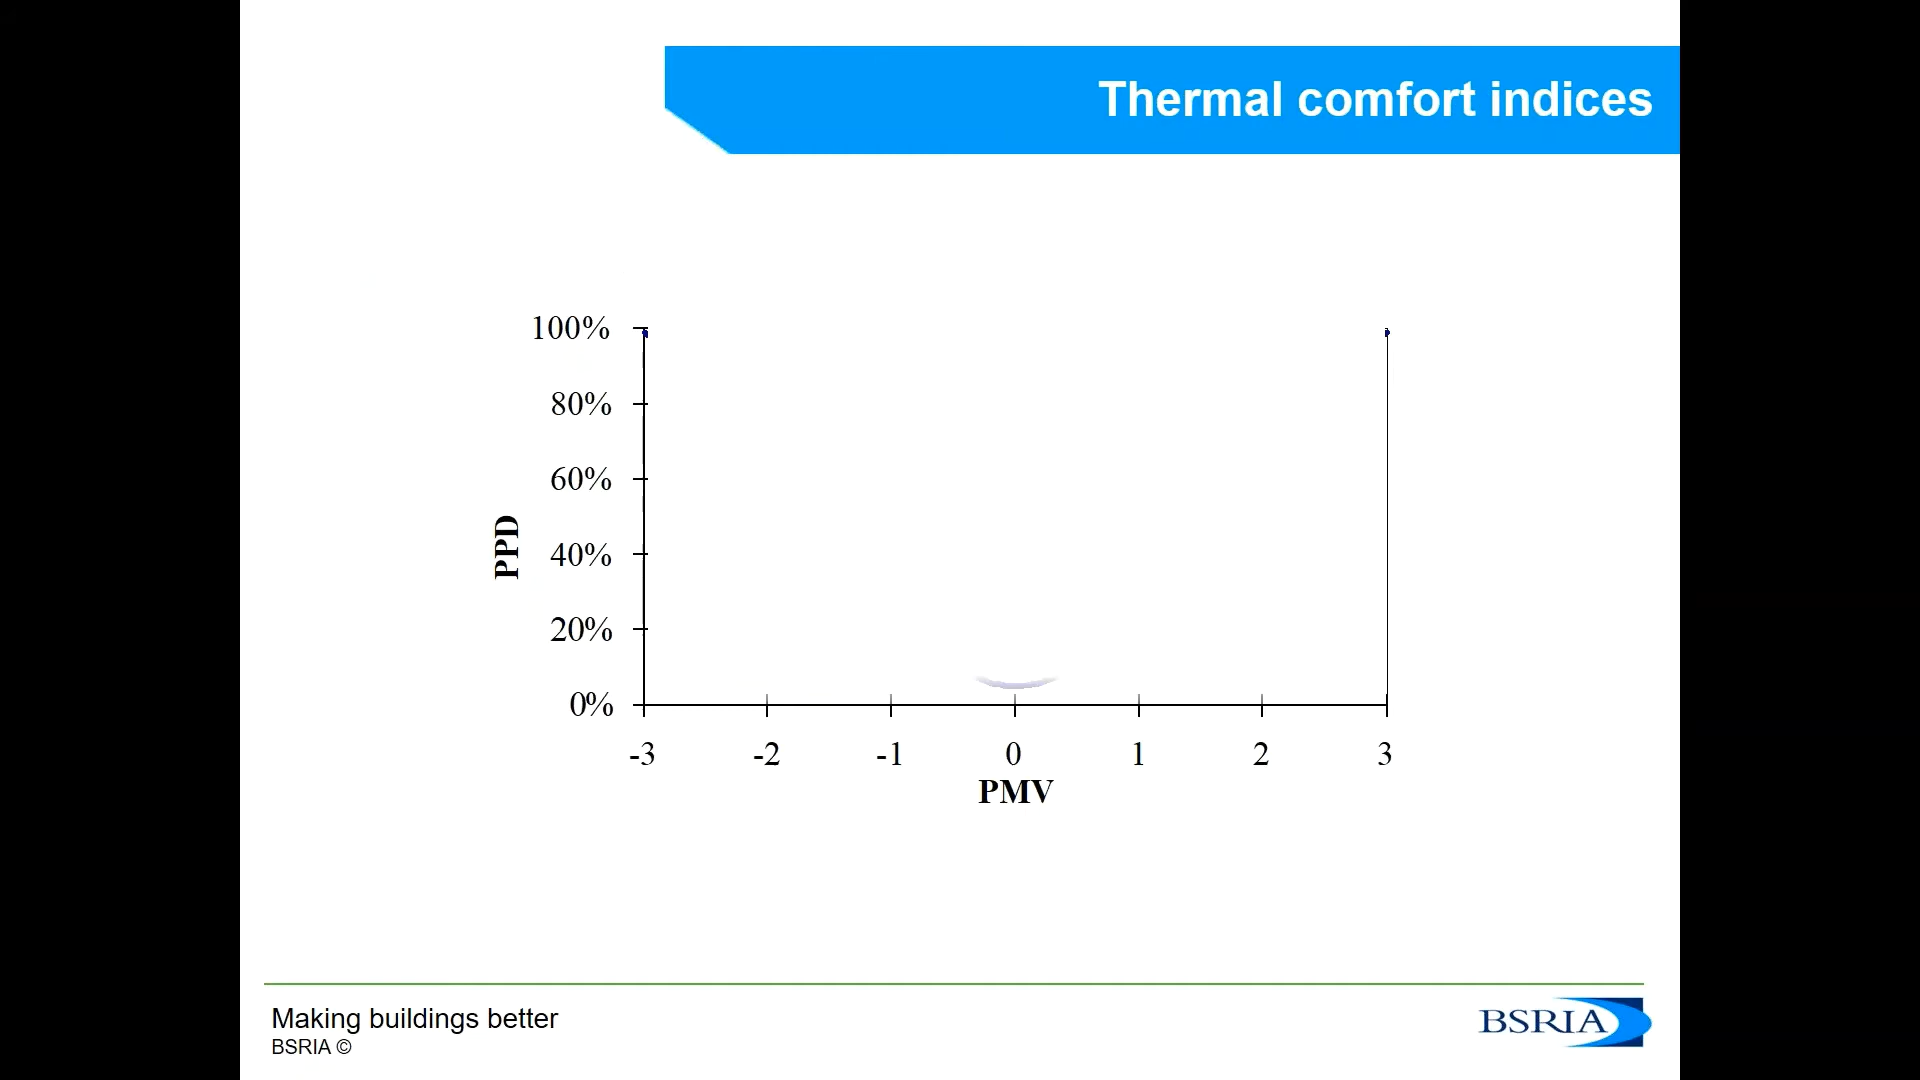 Thermal comfort indices
100%
80%
60%
40%
20%
0%
PPD
-3 -2 -1 0 1 2 3
PMV
Making buildings better
BSRIA ©
BSRIA